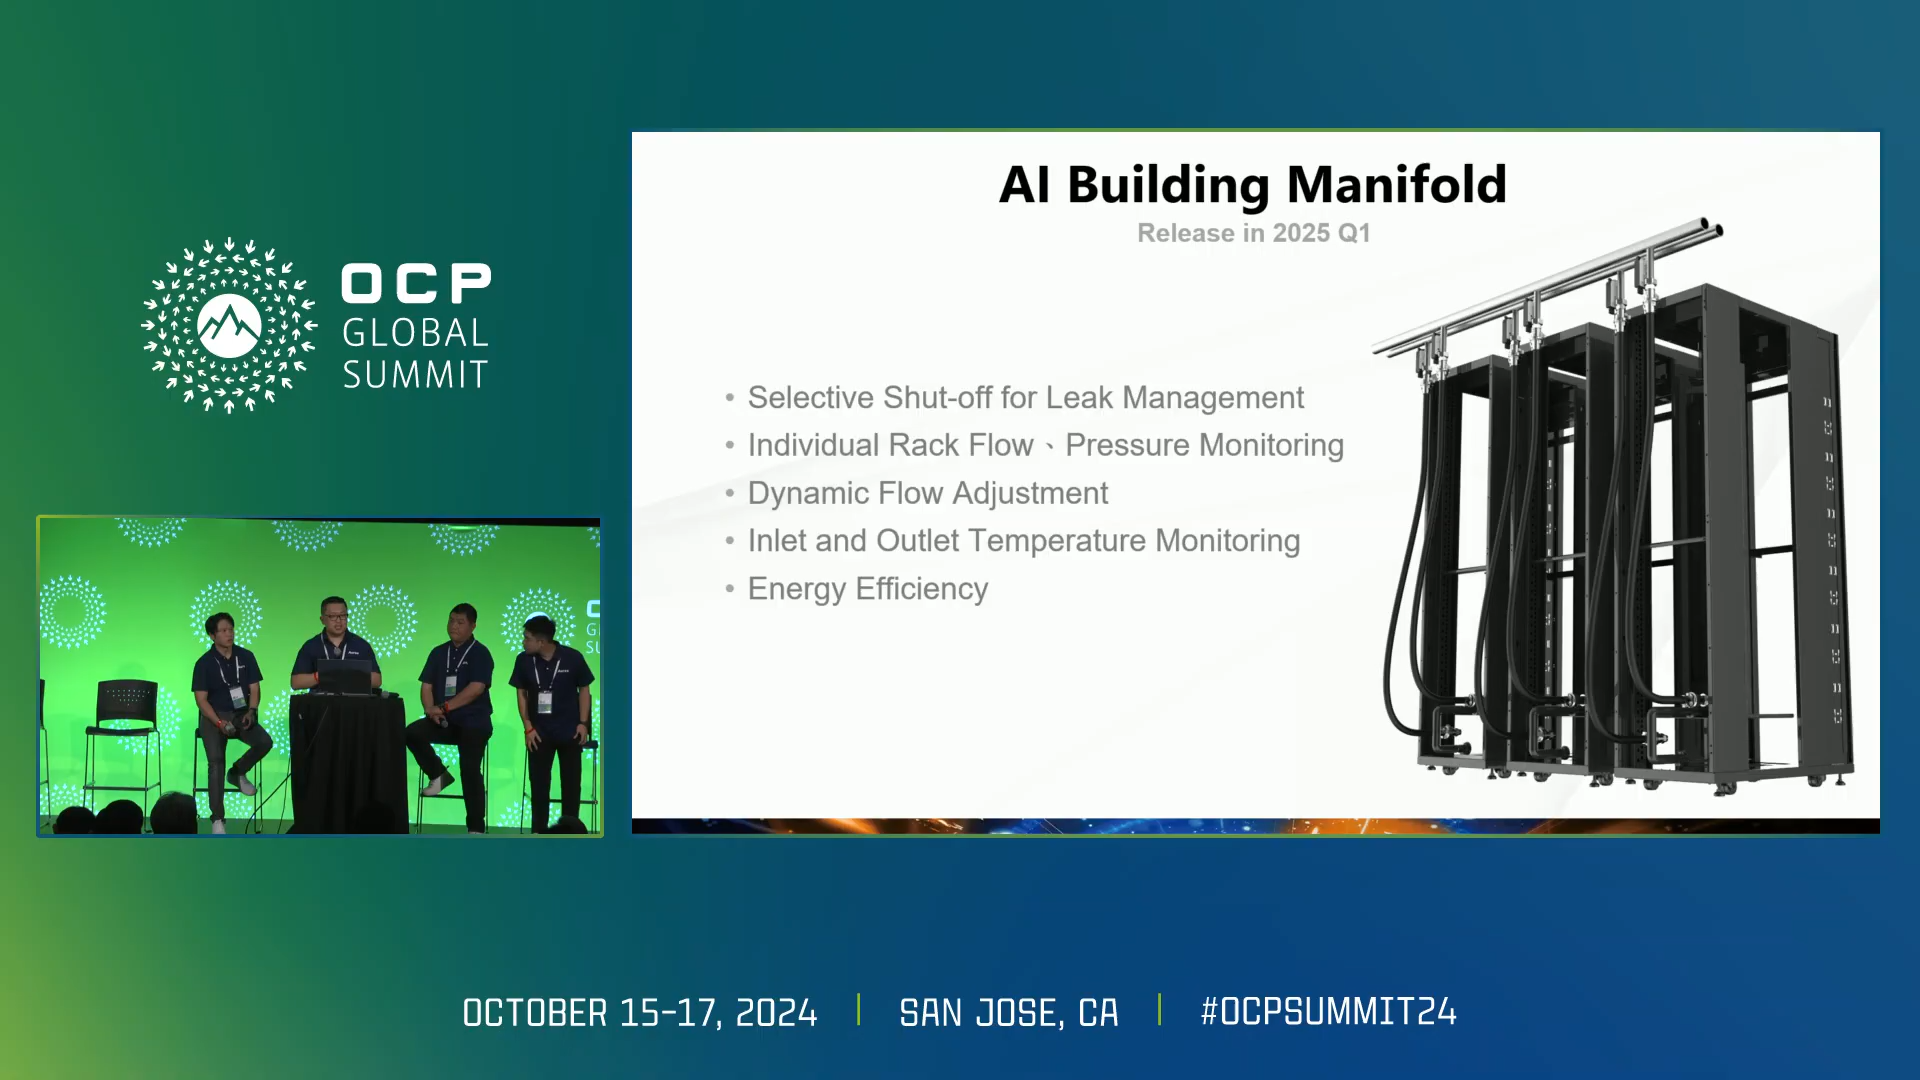 OCP
GLOBAL
SUMMIT
AI Building Manifold
Release in 2025 Q1
• Selective Shut-off for Leak Management
• Individual Rack Flow、Pressure Monitoring
• Dynamic Flow Adjustment
• Inlet and Outlet Temperature Monitoring
• Energy Efficiency
OCTOBER 15-17, 2024 | SAN JOSE, CA | #OCPSUMMIT24